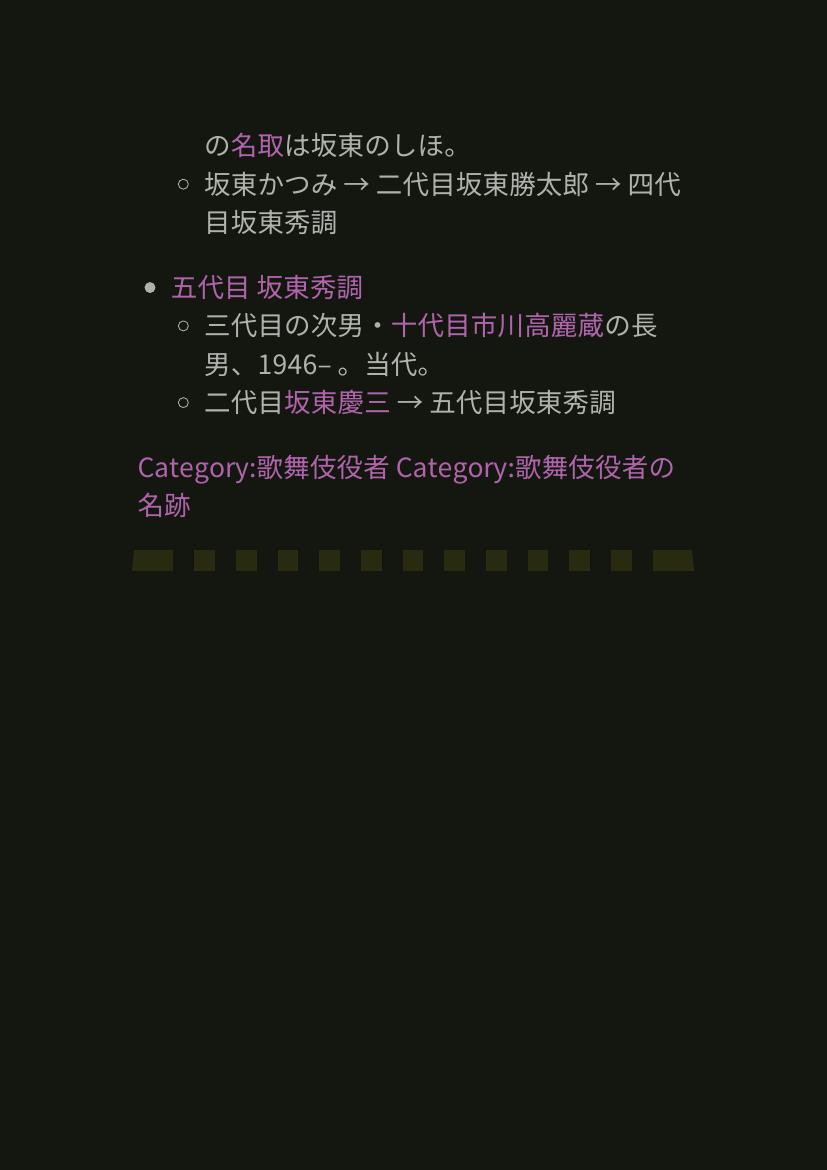 の名取は坂東のしほ。
坂東かつみ → 二代目坂東勝太郎 → 四代
目坂東秀調
五代目 坂東秀調
三代目の次男・十代目市川高麗蔵の長
男、1946– 。当代。
二代目坂東慶三 → 五代目坂東秀調
Category:歌舞伎役者 Category:歌舞伎役者の
名跡